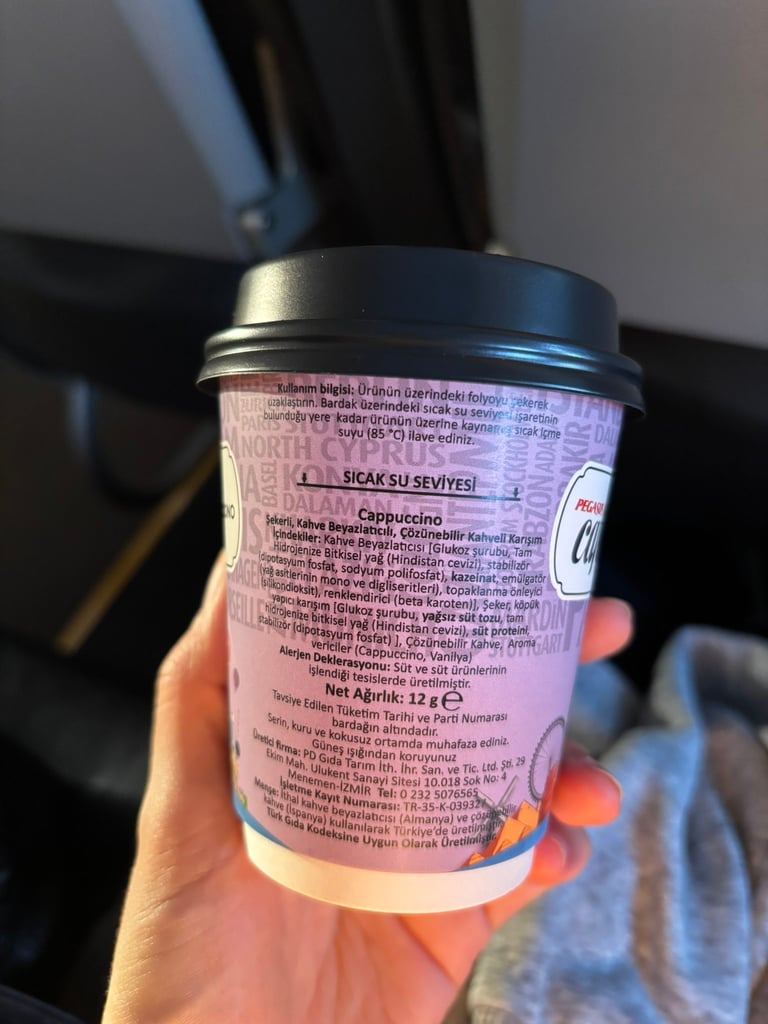 Kullanım bilgisi: Ürünün üzerindeki folyoyu çekerek
uzaklaştırın. Bardak üzerindeki sıcak su seviyesi işaretinin
bulunduğu yere kadar ürünün üzerine kaynamış sıcak içme
suyu (85 °C) ilave ediniz.
PARIS
NORTH CYPRUS
BASEL
KONYA
DALAMAN
SICAK SU SEVİYESİ
Cappuccino
Şekerli, Kahve Beyazlatıcılı, Çözünebilir Kahveli Karışım
İçindekiler: Kahve Beyazlatıcısı [Glukoz şurubu, Tam
Hidrojenize Bitkisel yağ (Hindistan cevizi), stabilizör
(dipotasyum fosfat, sodyum polifosfat), kazeinat, emülgatör
(yağ asitlerinin mono ve digliseritleri), topaklanma önleyici
(silikondioksit), renklendirici (beta karoten)], Şeker, köpük
yapıcı karışım [Glukoz şurubu, yağsız süt tozu, tam
hidrojenize bitkisel yağ (Hindistan cevizi), süt proteini,
stabilizör [dipotasyum fosfat) ], Çözünebilir Kahve, Aroma
vericiler (Cappuccino, Vanilya)
Alerjen Deklerasyonu: Süt ve süt ürünlerinin
işlendiği tesislerde üretilmiştir.
Net Ağırlık: 12 g e
Tavsiye Edilen Tüketim Tarihi ve Parti Numarası
bardağın altındadır.
Serin, kuru ve kokusuz ortamda muhafaza ediniz.
Güneş ışığından koruyunuz
Üretici firma: PD Gıda Tarım İth. İhr. San. ve Tic. Ltd. Şti. 29
Ekim Mah. Ulukent Sanayi Sitesi 10.018 Sok No: 4
Menemen-İZMİR Tel: 0 232 5076565
İşletme Kayıt Numarası: TR-35-K-03932
Menşe: İthal kahve beyazlatıcısı (Almanya) ve çözünebilir
kahve (İspanya) kullanılarak Türkiye'de üretilmiştir.
Türk Gıda Kodeksine Uygun Olarak Üretilmiştir.
STUTTGART